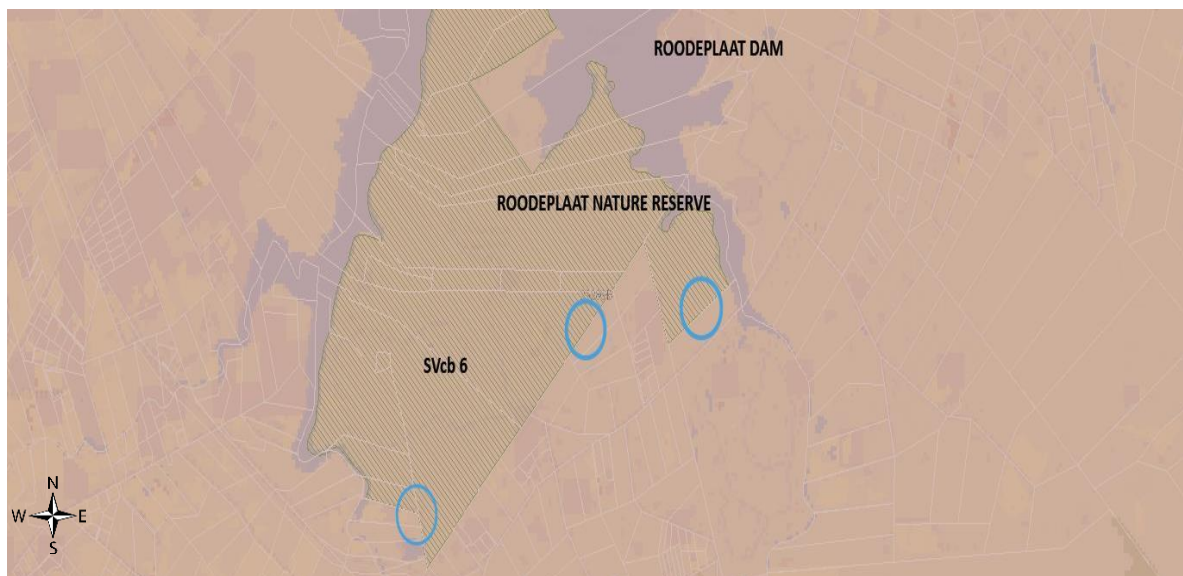 ROODEPLAAT DAM
ROODEPLAAT NATURE RESERVE
SVcb 6
N
W E
S